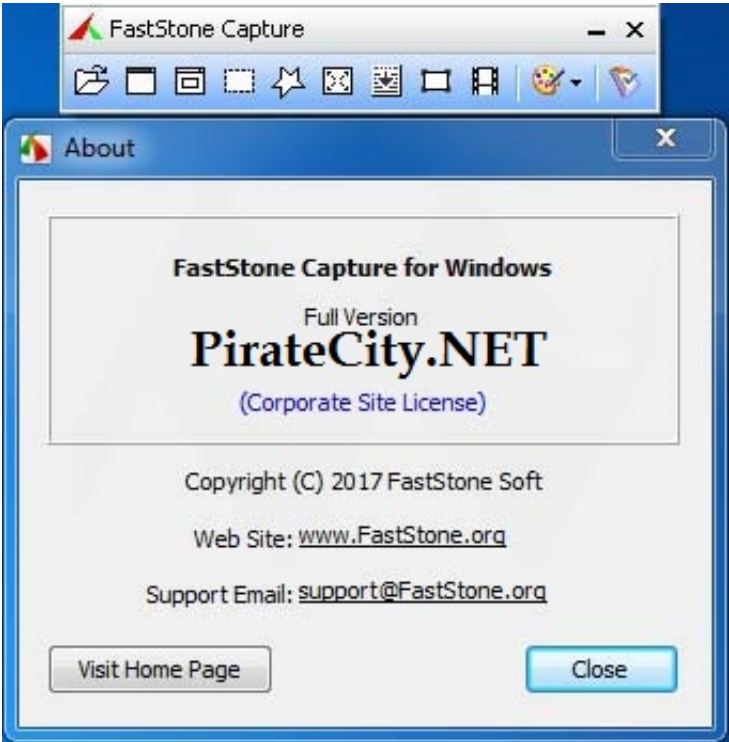 FastStone Capture
About
FastStone Capture for Windows
Full Version
PirateCity.NET
(Corporate Site License)
Copyright (C) 2017 FastStone Soft
Web Site: www.FastStone.org
Support Email: support@FastStone.org
Visit Home Page
Close